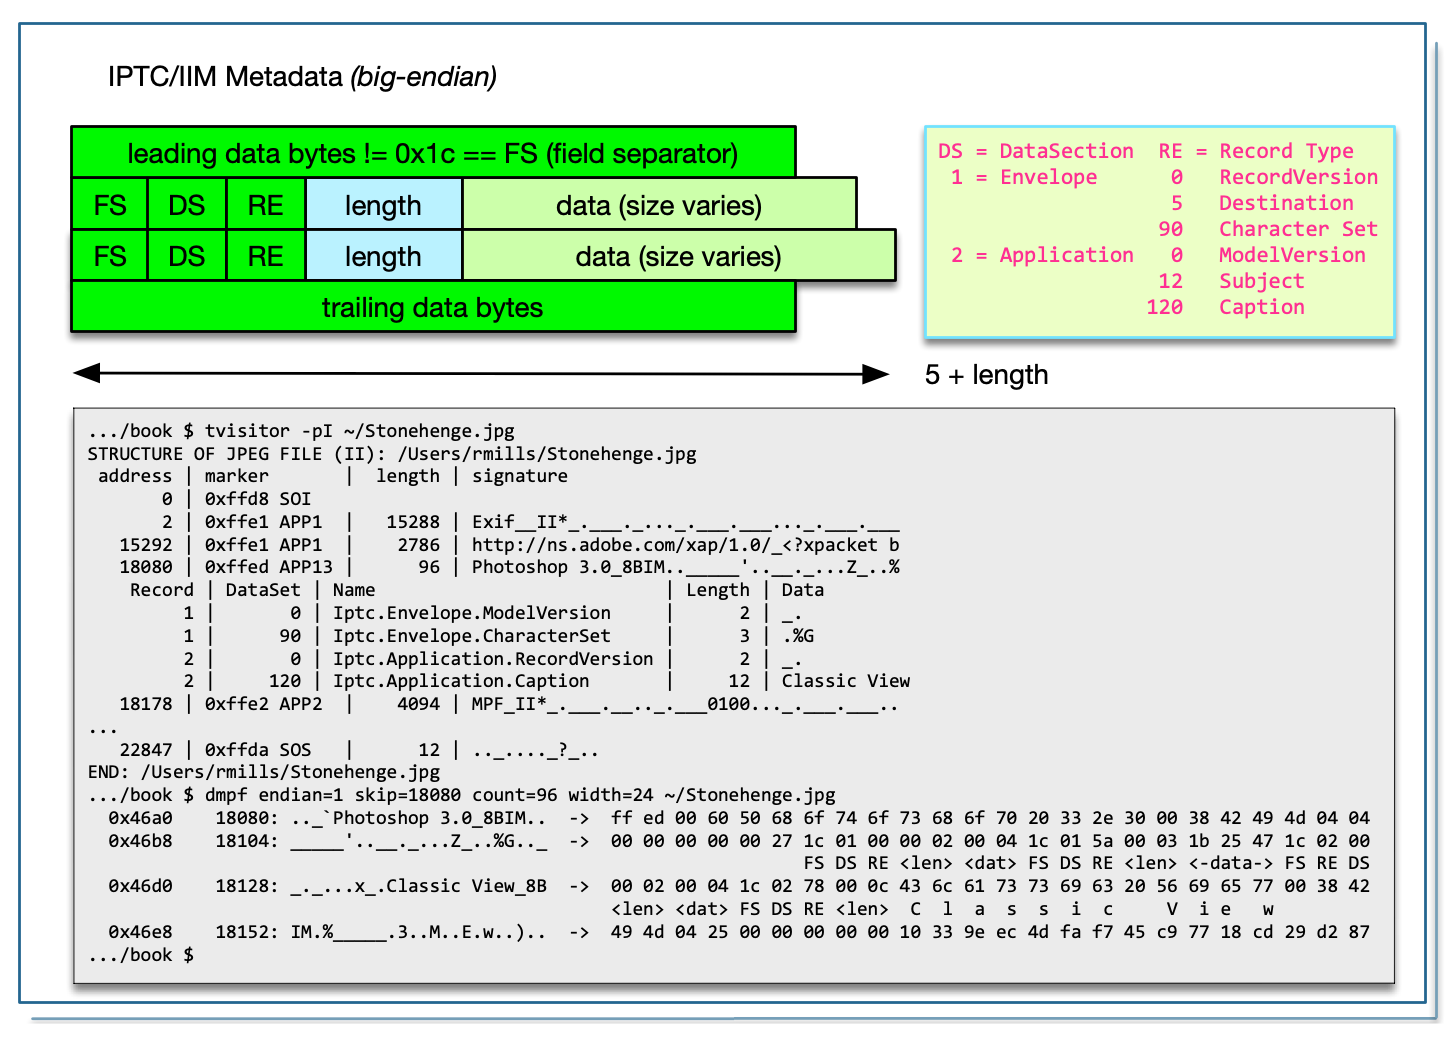 IPTC/IIM Metadata (big-endian)
leading data bytes != 0x1c == FS (field separator)
FS DS RE length data (size varies)
FS DS RE length data (size varies)
trailing data bytes
DS = DataSection RE = Record Type
1 = Envelope 0 RecordVersion
5 Destination
90 Character Set
2 = Application 0 ModelVersion
12 Subject
120 Caption
5 + length
.../book $ tvisitor -pI ~/Stonehenge.jpg
STRUCTURE OF JPEG FILE (II): /Users/rmills/Stonehenge.jpg
address | marker | length | signature
0 | 0xffd8 SOI
2 | 0xffe1 APP1 | 15288 | Exif__II*_.___._..._.___.___..._.___.___
15292 | 0xffe1 APP1 | 2786 | http://ns.adobe.com/xap/1.0/_<?xpacket b
18080 | 0xffed APP13 | 96 | Photoshop 3.0_8BIM.._____'..__._...Z_..%
Record | DataSet | Name | Length | Data
1 | 0 | Iptc.Envelope.ModelVersion | 2 | _.
1 | 90 | Iptc.Envelope.CharacterSet | 3 | .%G
2 | 0 | Iptc.Application.RecordVersion | 2 | _.
2 | 120 | Iptc.Application.Caption | 12 | Classic View
18178 | 0xffe2 APP2 | 4094 | MPF_II*_.___.__.._.___0100..._.___.___..
...
22847 | 0xffda SOS | 12 | .._...._?_..
END: /Users/rmills/Stonehenge.jpg
.../book $ dmpf endian=1 skip=18080 count=96 width=24 ~/Stonehenge.jpg
0x46a0 18080: .._`Photoshop 3.0_8BIM.. -> ff ed 00 60 50 68 6f 74 6f 73 68 6f 70 20 33 2e 30 00 38 42 49 4d 04 04
0x46b8 18104: _____'..__._...Z_..%G.._ -> 00 00 00 00 00 27 1c 01 00 00 02 00 04 1c 01 5a 00 03 1b 25 47 1c 02 00
FS DS RE <len> <dat> FS DS RE <len> <-data-> FS RE DS
0x46d0 18128: _._...x_.Classic View_8B -> 00 02 00 04 1c 02 78 00 0c 43 6c 61 73 73 69 63 20 56 69 65 77 00 38 42
<len> <dat> FS DS RE <len> C l a s s i c V i e w
0x46e8 18152: IM.%_____.3..M..E.w..).. -> 49 4d 04 25 00 00 00 00 00 10 33 9e ec 4d fa f7 45 c9 77 18 cd 29 d2 87
.../book $